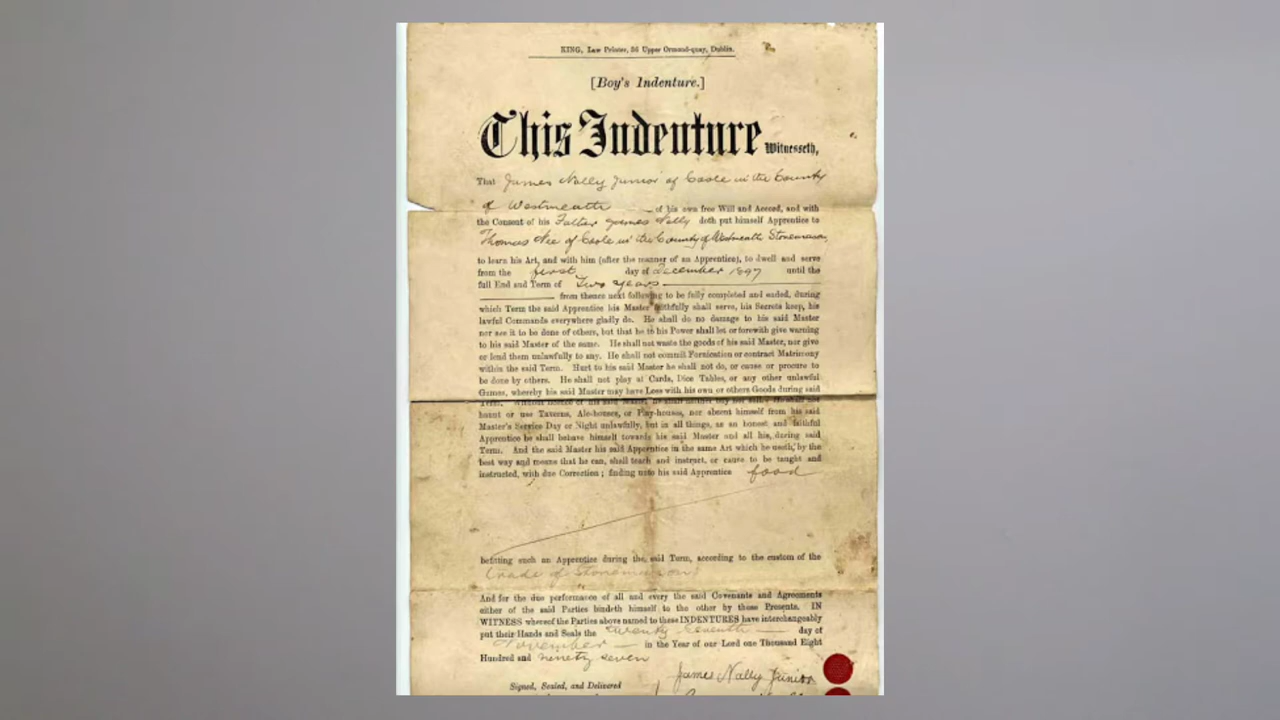 KING, Law Printer, 36 Upper Ormond-quay, Dublin.
[Boy's Indenture.]
This Indenture Witnesseth,
That James Nally Junior of Coole in the County
of Westmeath of his own free Will and Accord, and with
the Consent of his Father James Nally doth put himself Apprentice to
Thomas Nee of Coole in the County of Westmeath Stonemason,
to learn his Art, and with him (after the manner of an Apprentice), to dwell and serve
from the first day of December 1897 until the
full End and Term of Two years
from thence next following to be fully completed and ended, during
which Term the said Apprentice his Master faithfully shall serve, his Secrets keep, his
lawful Commands everywhere gladly do. He shall do no damage to his said Master
nor see it to be done of others, but that he to his Power shall let or forewith give warning
to his said Master of the same. He shall not waste the goods of his said Master, nor give
or lend them unlawfully to any. He shall not commit Fornication or contract Matrimony
within the said Term. Hurt to his said Master he shall not do, or cause or procure to
be done by others. He shall not play at Cards, Dice Tables, or any other unlawful
Games, whereby his said Master may have Loss with his own or others Goods during said
Term. Without licence of his said Master, he shall neither buy nor sell. He shall not
haunt or use Taverns, Ale-houses, or Play-houses, nor absent himself from his said
Master's Service Day or Night unlawfully, but in all things, as an honest and faithful
Apprentice he shall behave himself towards his said Master and all his, during said
Term. And the said Master his said Apprentice in the same Art which he useth, by the
best way and means that he can, shall teach and instruct, or cause to be taught and
instructed, with due Correction; finding unto his said Apprentice food
befitting such an Apprentice during the said Term, according to the custom of the
trade of Stonemason
And for the due performance of all and every the said Covenants and Agreements
either of the said Parties bindeth himself to the other by these Presents. IN
WITNESS whereof the Parties above named to these INDENTURES have interchangeably
put their Hands and Seals the twenty seventh day of
November in the Year of our Lord one Thousand Eight
Hundred and ninety seven
James Nally Junior
Signed, Sealed, and Delivered